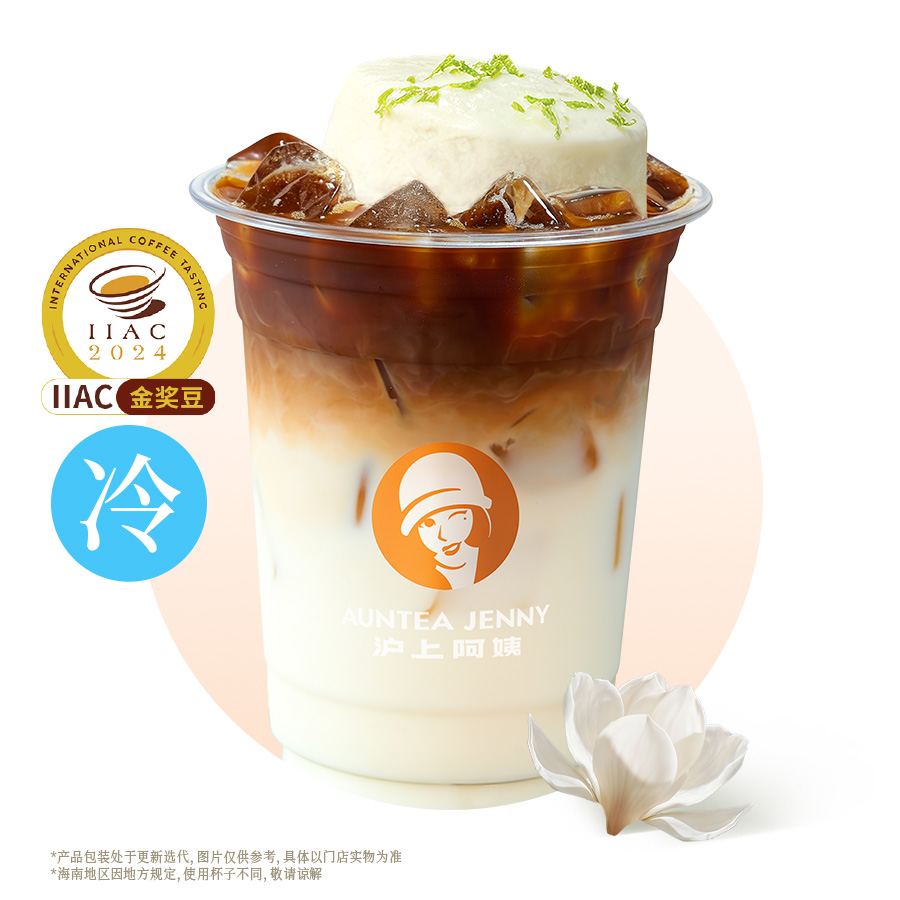 INTERNATIONAL COFFEE TASTING
IIAC
2024
IIAC 金奖豆
冷
AUNTEA JENNY
沪上阿姨
*产品包装处于更新迭代, 图片仅供参考, 具体以门店实物为准
*海南地区因地方规定, 使用杯子不同, 敬请谅解